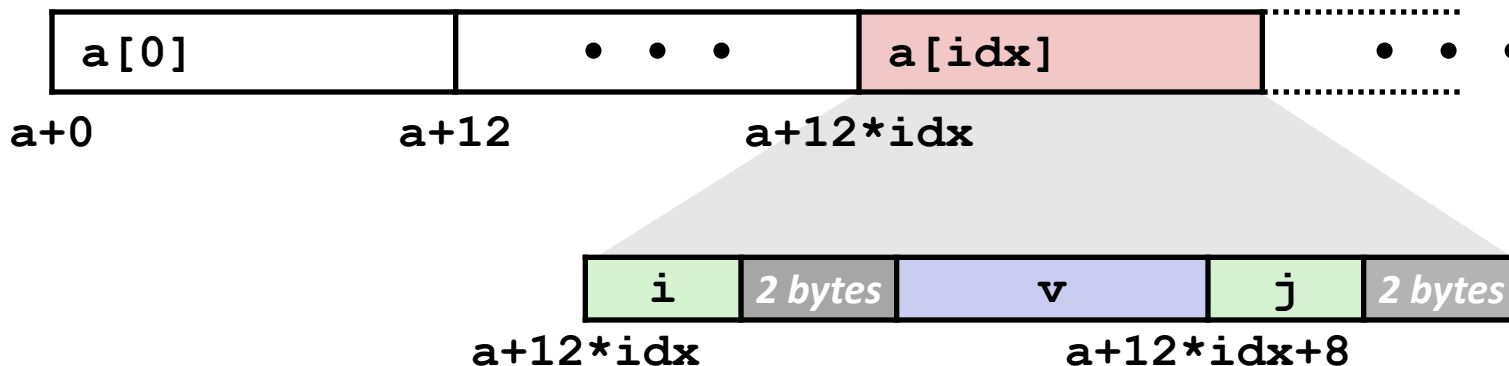 a[0] • • • a[idx] • • •
a+0 a+12 a+12*idx
i 2 bytes v j 2 bytes
a+12*idx a+12*idx+8